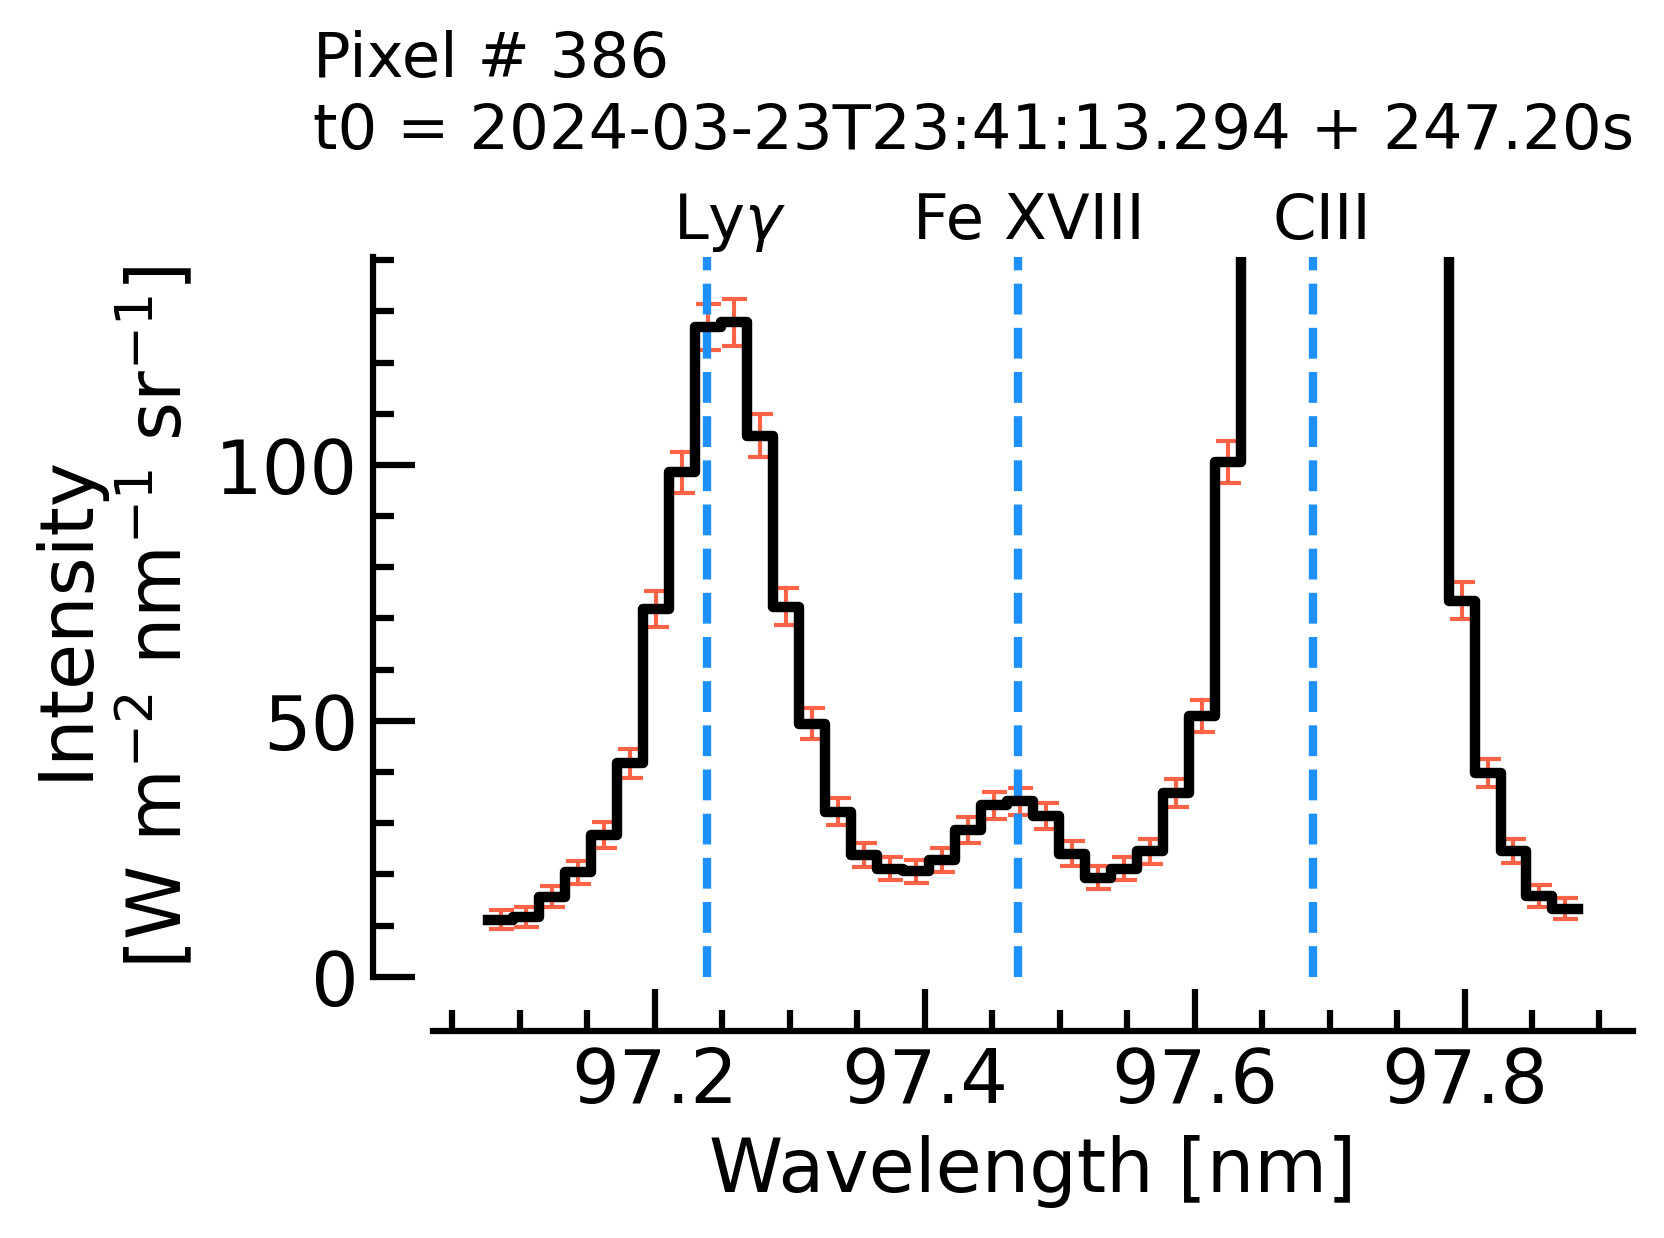 Pixel # 386
t0 = 2024-03-23T23:41:13.294 + 247.20s
Lyγ
Fe XVIII
CIII
Intensity
[W m⁻² nm⁻¹ sr⁻¹]
100
50
0
97.2
97.4
97.6
97.8
Wavelength [nm]